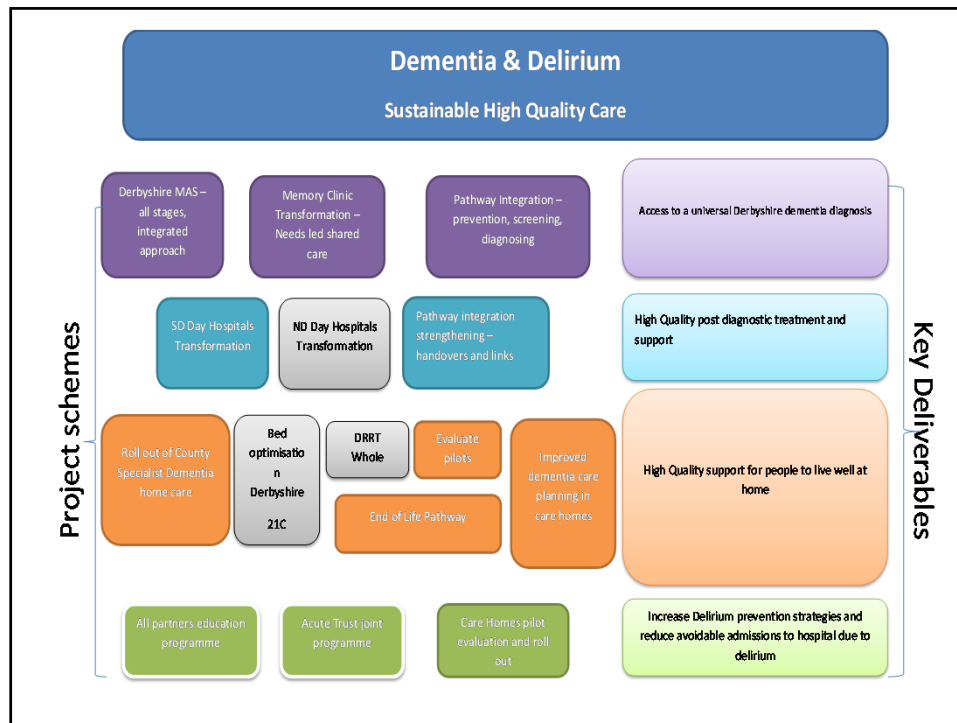 Dementia & Delirium
Sustainable High Quality Care
Project schemes
Derbyshire MAS –
all stages,
integrated
approach
Memory Clinic
Transformation –
Needs led shared
care
Pathway Integration –
prevention, screening,
diagnosing
Access to a universal Derbyshire dementia diagnosis
SD Day Hospitals
Transformation
ND Day Hospitals
Transformation
Pathway integration
strengthening –
handovers and links
High Quality post diagnostic treatment and
support
Roll out of County
Specialist Dementia
home care
Bed
optimisatio
n
Derbyshire
21C
DRRT
Whole
Evaluate
pilots
End of Life Pathway
Improved
dementia care
planning in
care homes
High Quality support for people to live well at
home
All partners education
programme
Acute Trust joint
programme
Care Homes pilot
evaluation and roll
out
Increase Delirium prevention strategies and
reduce avoidable admissions to hospital due to
delirium
Key Deliverables